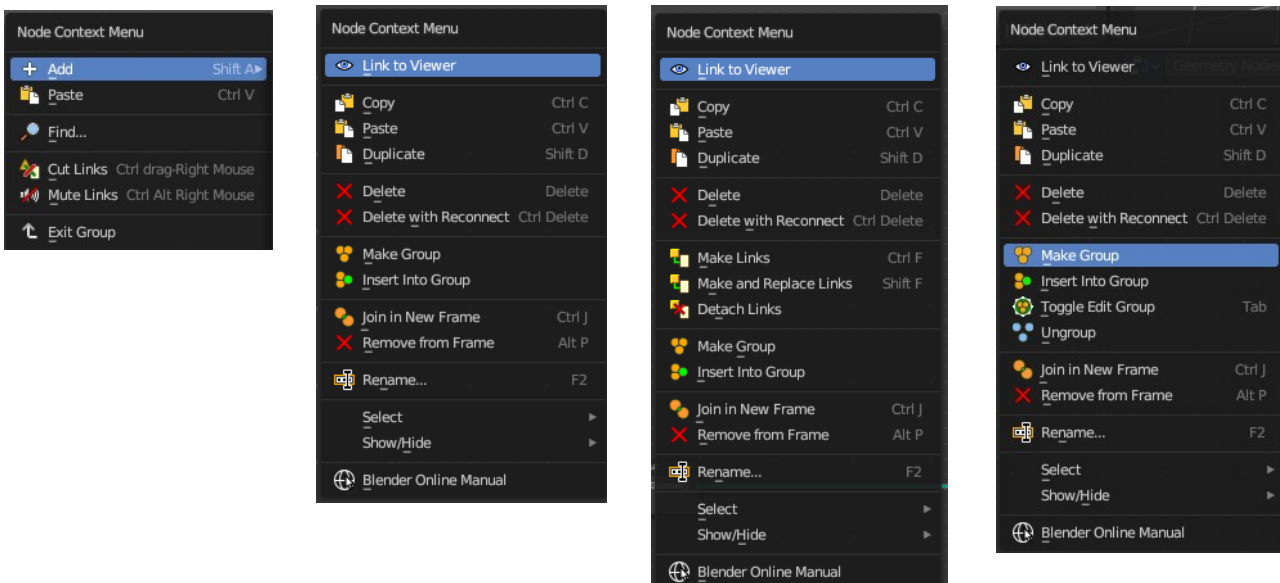 Node Context Menu
Add Shift A
Paste Ctrl V
Find...
Cut Links Ctrl drag-Right Mouse
Mute Links Ctrl Alt Right Mouse
Exit Group
Node Context Menu
Link to Viewer
Copy Ctrl C
Paste Ctrl V
Duplicate Shift D
Delete Delete
Delete with Reconnect Ctrl Delete
Make Group
Insert Into Group
Join in New Frame Ctrl J
Remove from Frame Alt P
Rename... F2
Select
Show/Hide
Blender Online Manual
Node Context Menu
Link to Viewer
Copy Ctrl C
Paste Ctrl V
Duplicate Shift D
Delete Delete
Delete with Reconnect Ctrl Delete
Make Links Ctrl F
Make and Replace Links Shift F
Detach Links
Make Group
Insert Into Group
Join in New Frame Ctrl J
Remove from Frame Alt P
Rename... F2
Select
Show/Hide
Blender Online Manual
Node Context Menu
Link to Viewer Geometry Nodes
Copy Ctrl C
Paste Ctrl V
Duplicate Shift D
Delete Delete
Delete with Reconnect Ctrl Delete
Make Group
Insert Into Group
Toggle Edit Group Tab
Ungroup
Join in New Frame Ctrl J
Remove from Frame Alt P
Rename... F2
Select
Show/Hide
Blender Online Manual